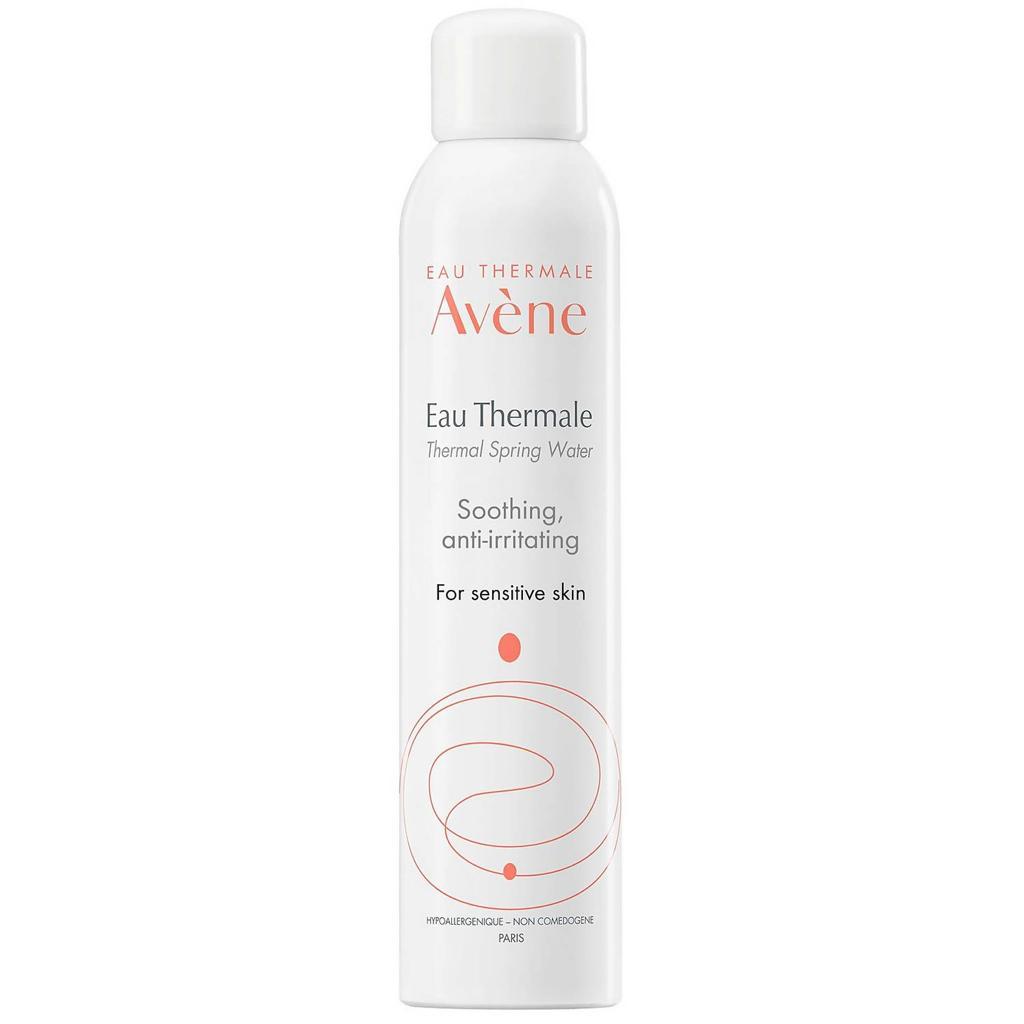 EAU THERMALE
Avène
Eau Thermale
Thermal Spring Water
Soothing,
anti-irritating
For sensitive skin
HYPOALLERGENIQUE – NON COMEDOGENE
PARIS